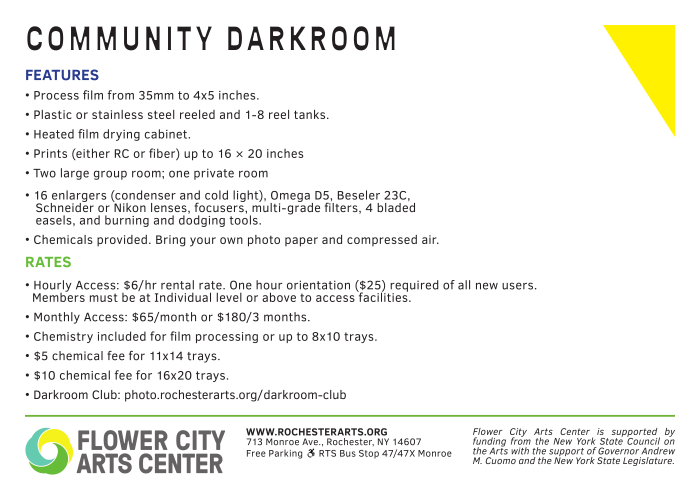 COMMUNITY DARKROOM
FEATURES
• Process film from 35mm to 4x5 inches.
• Plastic or stainless steel reeled and 1-8 reel tanks.
• Heated film drying cabinet.
• Prints (either RC or fiber) up to 16 × 20 inches
• Two large group room; one private room
• 16 enlargers (condenser and cold light), Omega D5, Beseler 23C,
Schneider or Nikon lenses, focusers, multi-grade filters, 4 bladed
easels, and burning and dodging tools.
• Chemicals provided. Bring your own photo paper and compressed air.
RATES
• Hourly Access: $6/hr rental rate. One hour orientation ($25) required of all new users.
Members must be at Individual level or above to access facilities.
• Monthly Access: $65/month or $180/3 months.
• Chemistry included for film processing or up to 8x10 trays.
• $5 chemical fee for 11x14 trays.
• $10 chemical fee for 16x20 trays.
• Darkroom Club: photo.rochesterarts.org/darkroom-club
FLOWER CITY
ARTS CENTER
WWW.ROCHESTERARTS.ORG
713 Monroe Ave., Rochester, NY 14607
Free Parking RTS Bus Stop 47/47X Monroe
Flower City Arts Center is supported by
funding from the New York State Council on
the Arts with the support of Governor Andrew
M. Cuomo and the New York State Legislature.